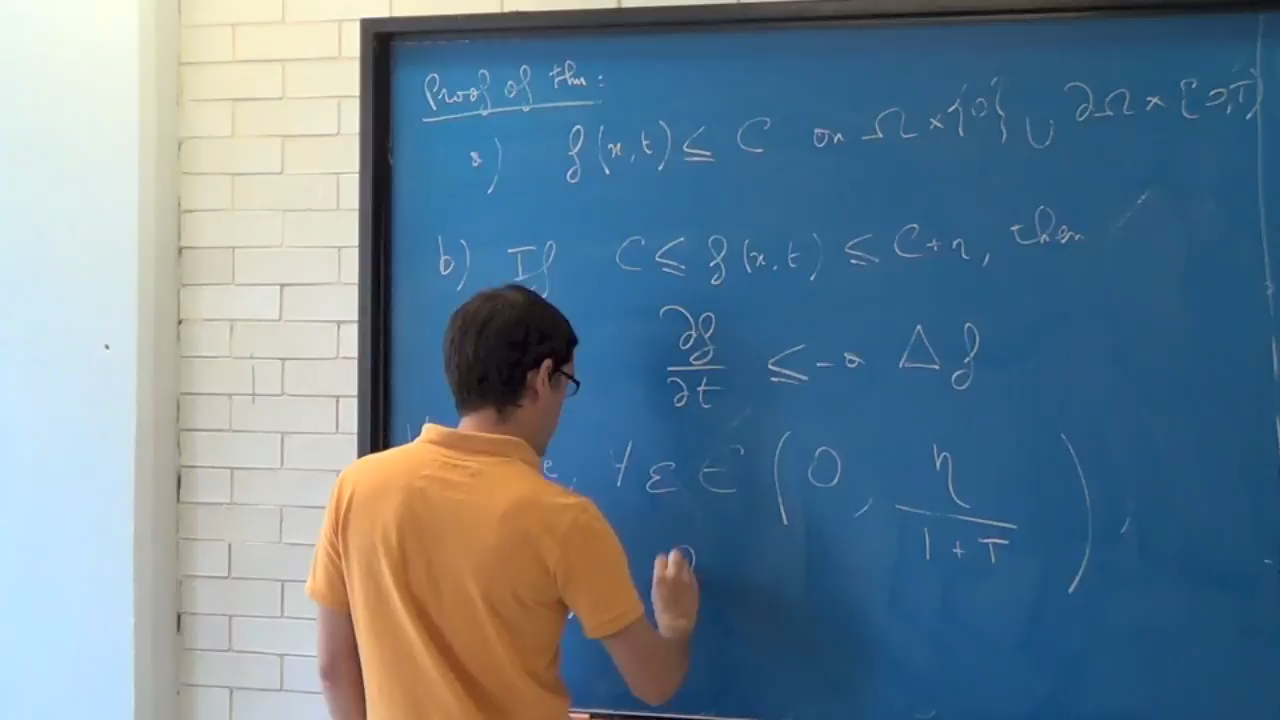 Proof of thm:
a) f(x,t) ≤ C on Ω × {0} ∪ ∂Ω × [0,T]
b) If C ≤ f(x,t) ≤ C+η, then
∂f/∂t ≤ -a Δf
∀ ε ∈ (0, η/(1+T)),